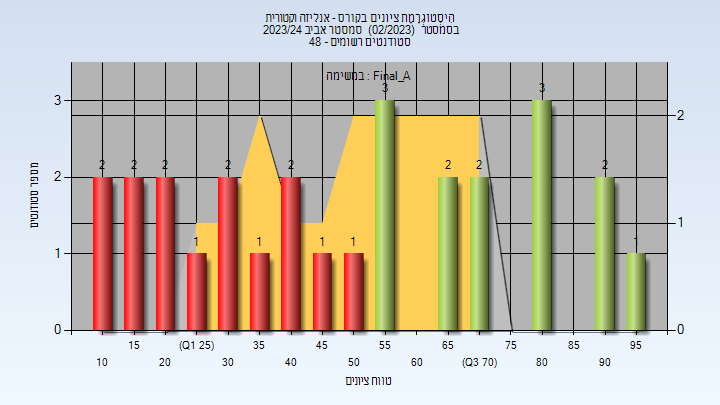 היסטוגרמת ציונים בקורס - אנליזה וקטורית
בסמסטר (02/2023) סמסטר אביב 2023/24
סטודנטים רשומים - 48
במשימה : Final_A
מספר סטודנטים
3
2
1
0
2
1
0
2 2 2 1 2 1 2 1 1 3 2 2 3 2 1
15 (Q1 25) 35 45 55 65 75 85 95
10 20 30 40 50 60 (Q3 70) 80 90
טווח ציונים